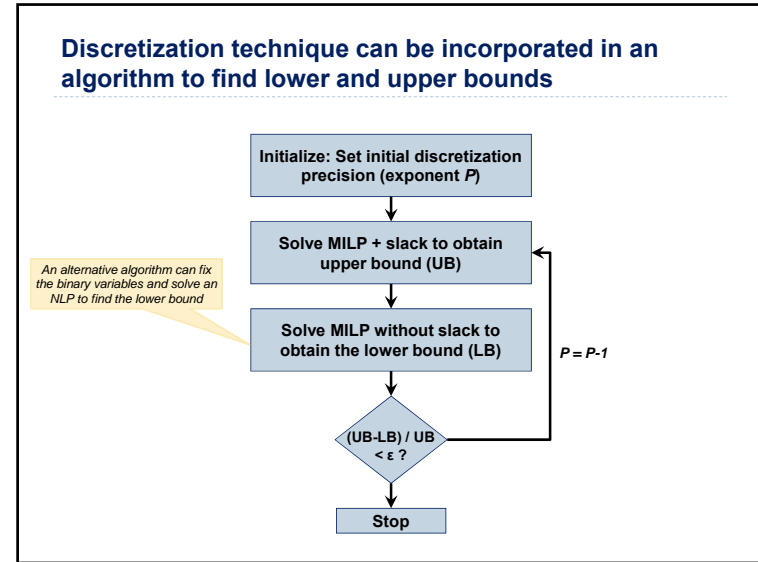 Discretization technique can be incorporated in an
algorithm to find lower and upper bounds
Initialize: Set initial discretization
precision (exponent P)
Solve MILP + slack to obtain
upper bound (UB)
An alternative algorithm can fix
the binary variables and solve an
NLP to find the lower bound
Solve MILP without slack to
obtain the lower bound (LB)
P = P-1
(UB-LB) / UB
< ε ?
Stop